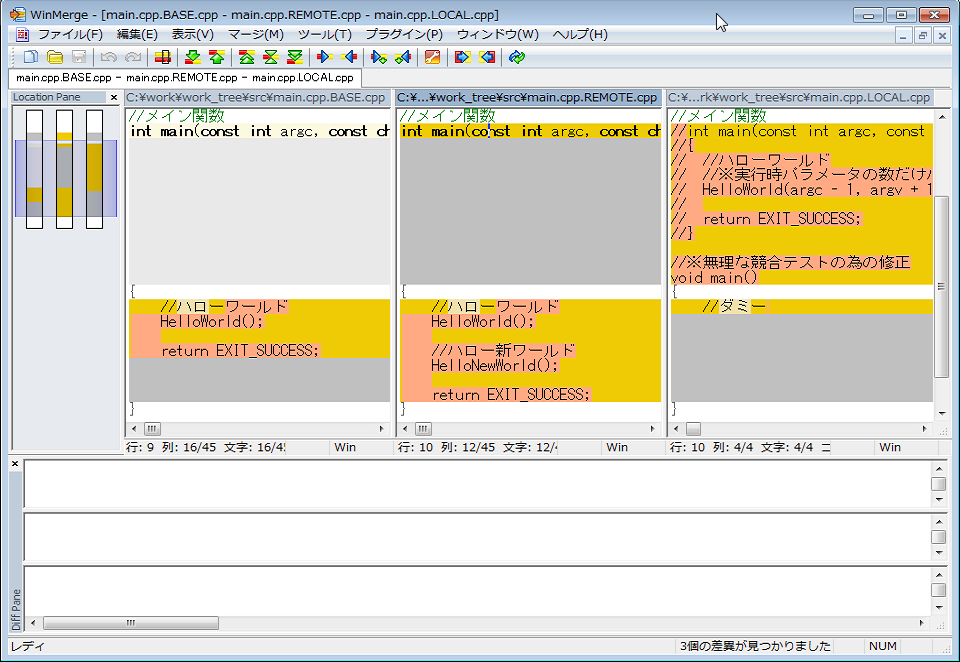 WinMerge - [main.cpp.BASE.cpp - main.cpp.REMOTE.cpp - main.cpp.LOCAL.cpp]
ファイル(F) 編集(E) 表示(V) マージ(M) ツール(T) プラグイン(P) ウィンドウ(W) ヘルプ(H)
main.cpp.BASE.cpp - main.cpp.REMOTE.cpp - main.cpp.LOCAL.cpp
Location Pane
C:¥work¥work_tree¥src¥main.cpp.BASE.cpp
//メイン関数
int main(const int argc, const ch
{
//ハローワールド
HelloWorld();
return EXIT_SUCCESS;
}
行: 9 列: 16/45 文字: 16/45 Win
C:¥...¥work_tree¥src¥main.cpp.REMOTE.cpp
//メイン関数
int main(const int argc, const ch
{
//ハローワールド
HelloWorld();
//ハロー新ワールド
HelloNewWorld();
return EXIT_SUCCESS;
}
行: 10 列: 12/45 文字: 12/4 Win
C:¥...rk¥work_tree¥src¥main.cpp.LOCAL.cpp
//メイン関数
//int main(const int argc, const
//{
// //ハローワールド
// //※実行時パラメータの数だけ
// HelloWorld(argc - 1, argv + 1
//
// return EXIT_SUCCESS;
//}
//※無理な競合テストの為の修正
void main()
{
//ダミー
}
行: 10 列: 4/4 文字: 4/4 Win
Diff Pane
レディ 3個の差異が見つかりました NUM